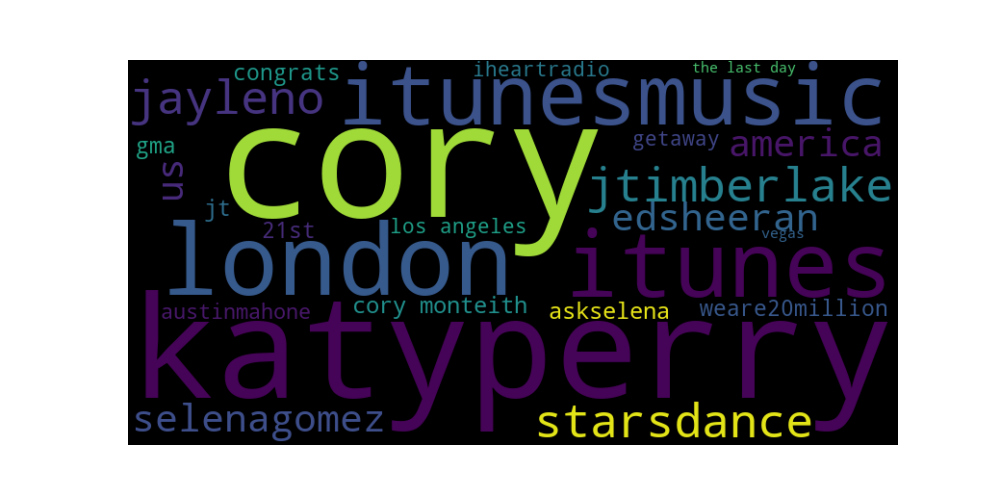 congrats
iheartradio
the last day
jayleno
itunesmusic
cory
gma
getaway
america
us
jtimberlake
jt
edsheeran
21st
los angeles
vegas
london
itunes
austinmahone
cory monteith
askselena
weare20million
katyperry
selenagomez
starsdance